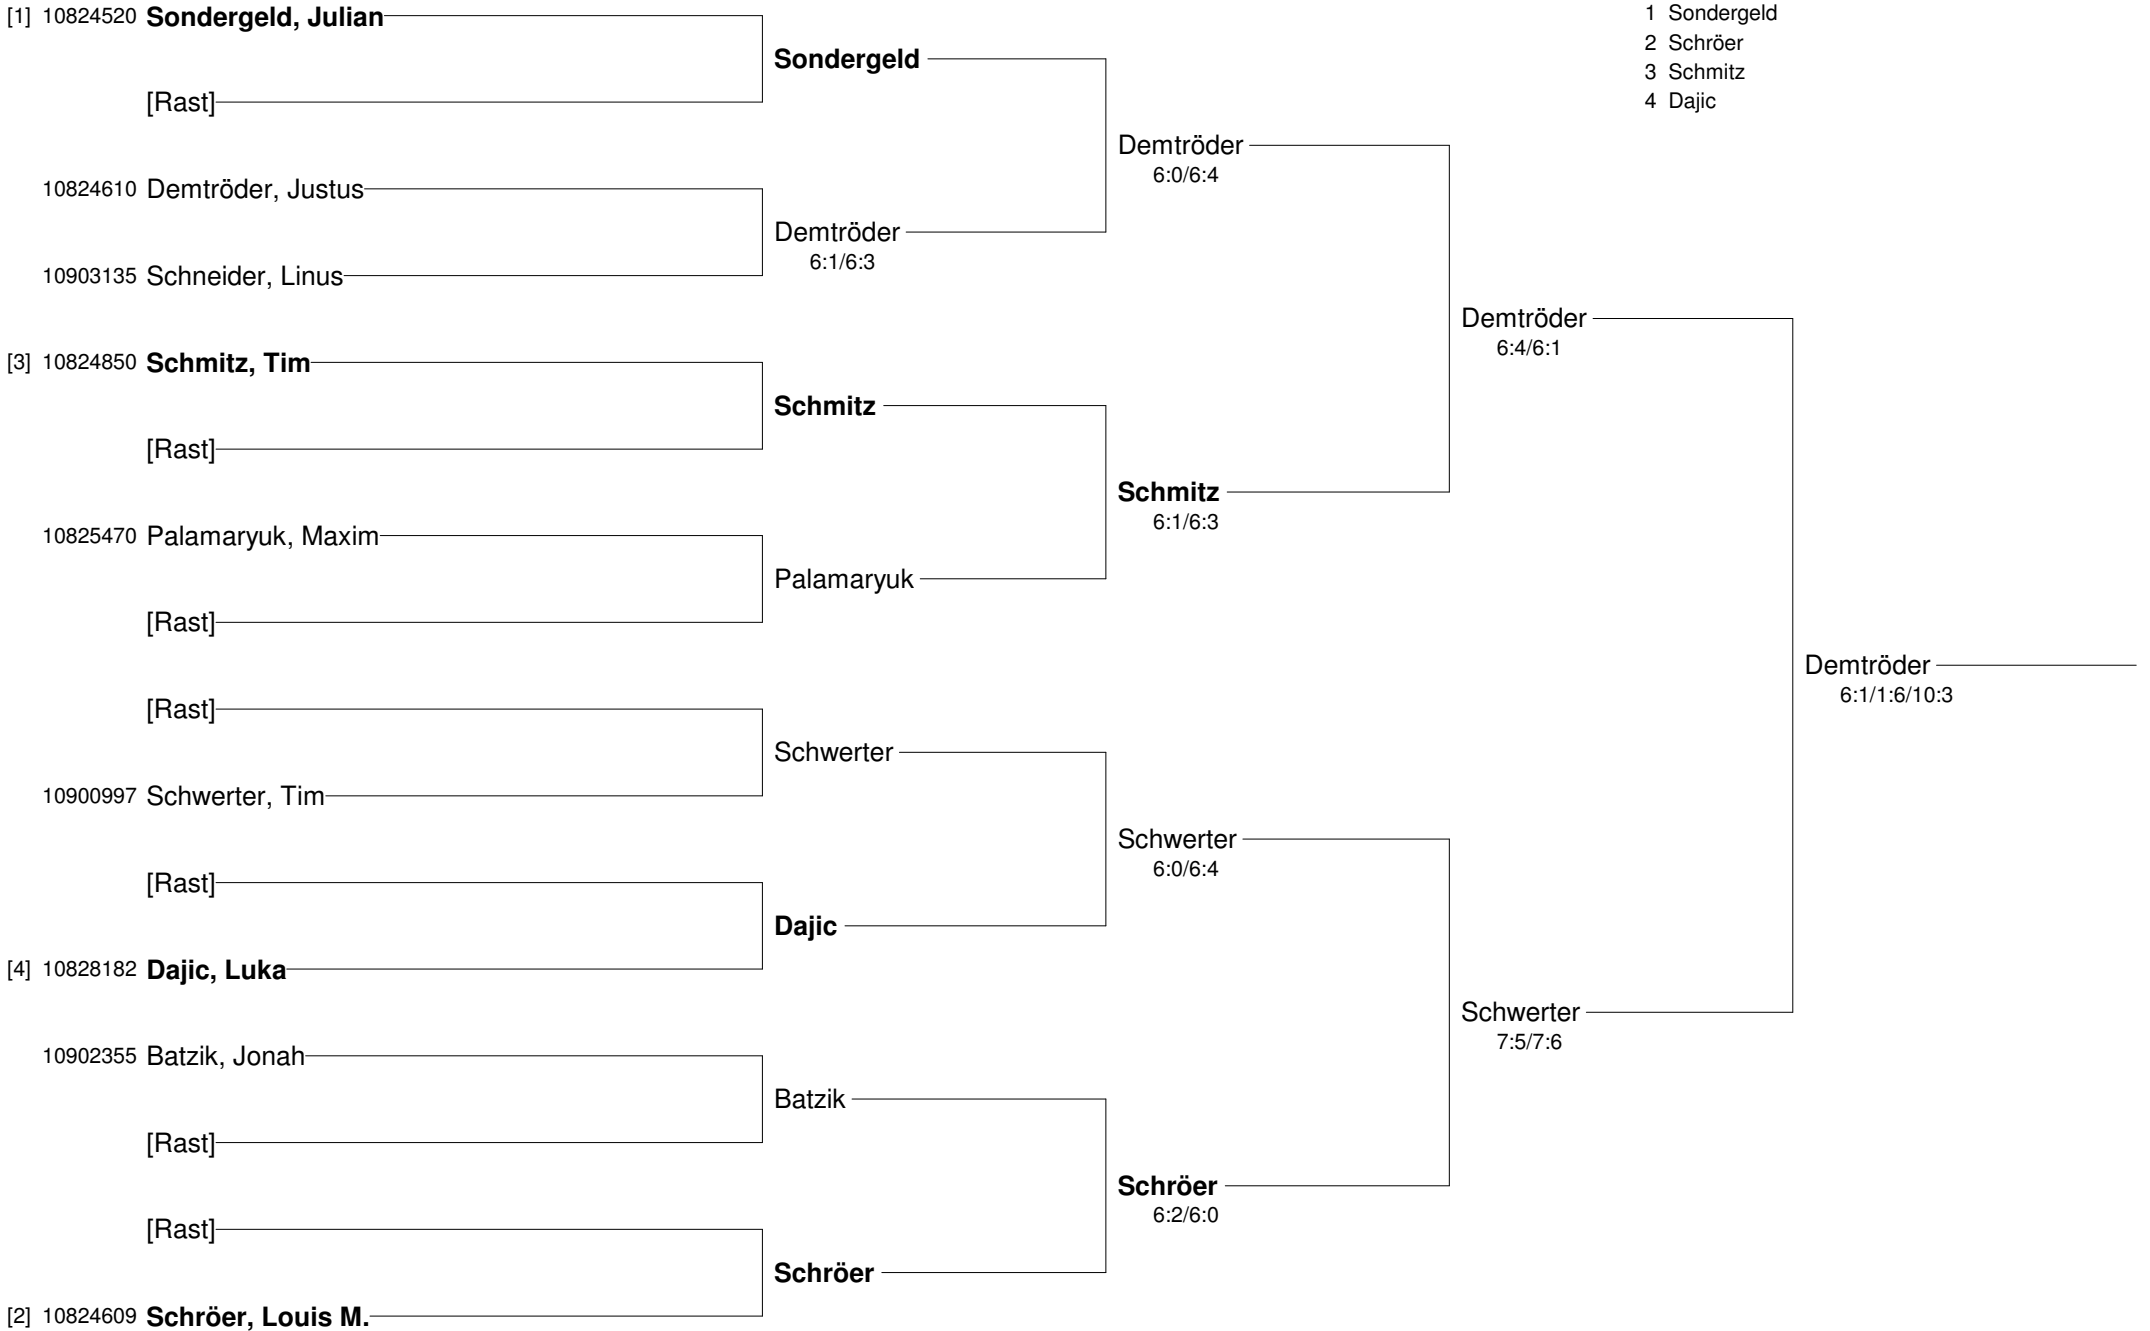 [1] 10824520 Sondergeld, Julian
[Rast]
10824610 Demtröder, Justus
10903135 Schneider, Linus
[3] 10824850 Schmitz, Tim
[Rast]
10825470 Palamaryuk, Maxim
[Rast]
[Rast]
10900997 Schwerter, Tim
[Rast]
[4] 10828182 Dajic, Luka
10902355 Batzik, Jonah
[Rast]
[Rast]
[2] 10824609 Schröer, Louis M.
Sondergeld
Demtröder
6:1/6:3
Schmitz
Palamaryuk
Schwerter
Dajic
Batzik
Schröer
Demtröder
6:0/6:4
Schmitz
6:1/6:3
Schwerter
6:0/6:4
Schröer
6:2/6:0
Demtröder
6:4/6:1
Schwerter
7:5/7:6
Demtröder
6:1/1:6/10:3
1 Sondergeld
2 Schröer
3 Schmitz
4 Dajic